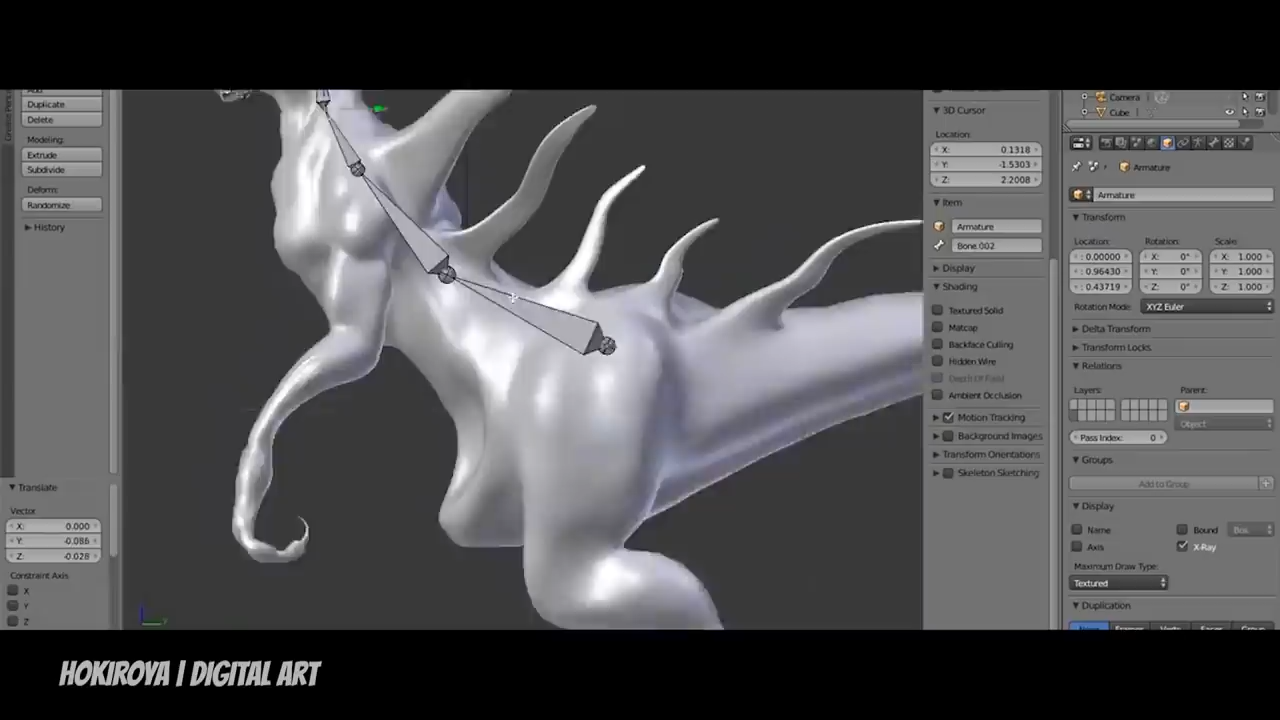 Duplicate
Delete
Modeling:
Extrude
Subdivide
Deform:
Randomize
History
Translate
Vector
X: 0.000
Y: -0.086
Z: -0.028
Constraint Axis
X
Y
Z
3D Cursor
Location:
X: 0.1318
Y: -1.5303
Z: 2.2008
Item
Armature
Bone.002
Display
Shading
Textured Solid
Matcap
Backface Culling
Hidden Wire
Depth Of Field
Ambient Occlusion
Motion Tracking
Background Images
Transform Orientations
Skeleton Sketching
Camera
Cube
Armature
Armature
Transform
Location: Rotation: Scale:
: 0.00000 X: 0° X: 1.000
: 0.96430 Y: 0° Y: 1.000
: 0.43719 Z: 0° Z: 1.000
Rotation Mode: XYZ Euler
Delta Transform
Transform Locks
Relations
Layers: Parent:
Object
Pass Index: 0
Groups
Add to Group
Display
Name Bound Box
Axis X-Ray
Maximum Draw Type:
Textured
Duplication
HOKIROYA | DIGITAL ART